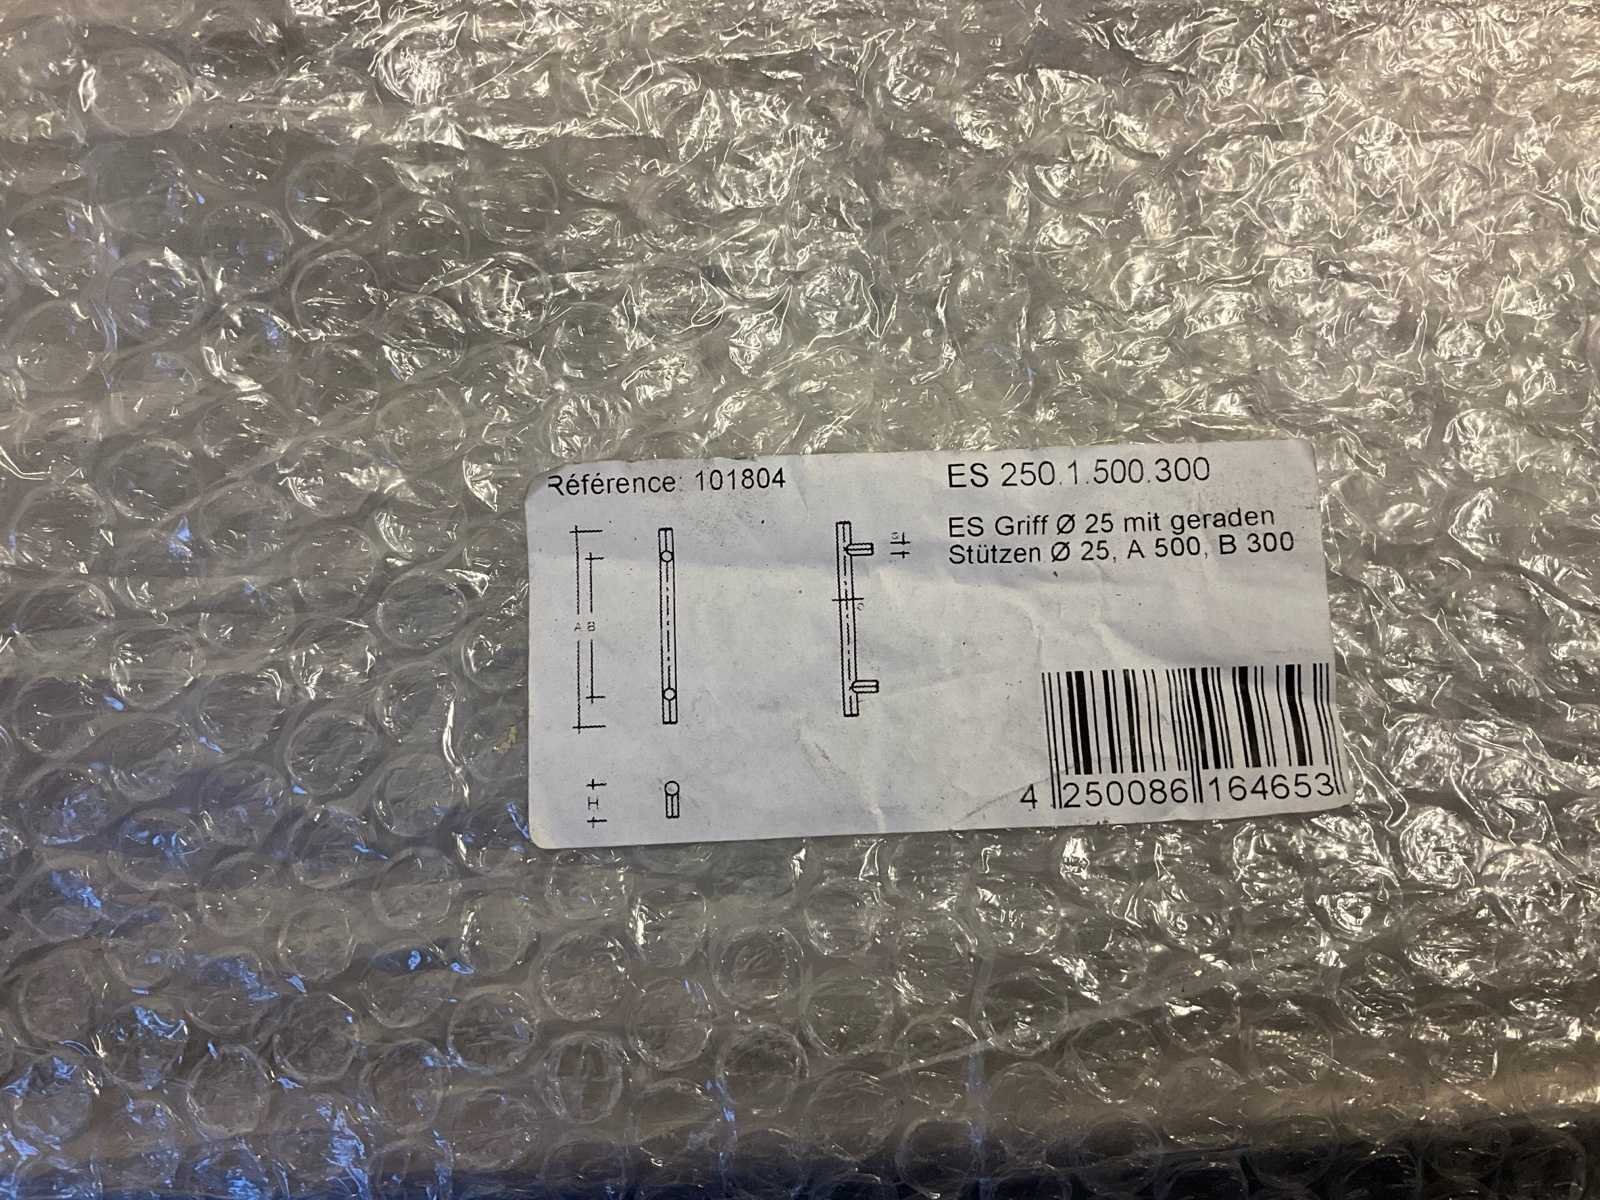 Référence: 101804
ES 250.1.500.300
ES Griff Ø 25 mit geraden
Stützen Ø 25, A 500, B 300
A B
H
4 250086 164653